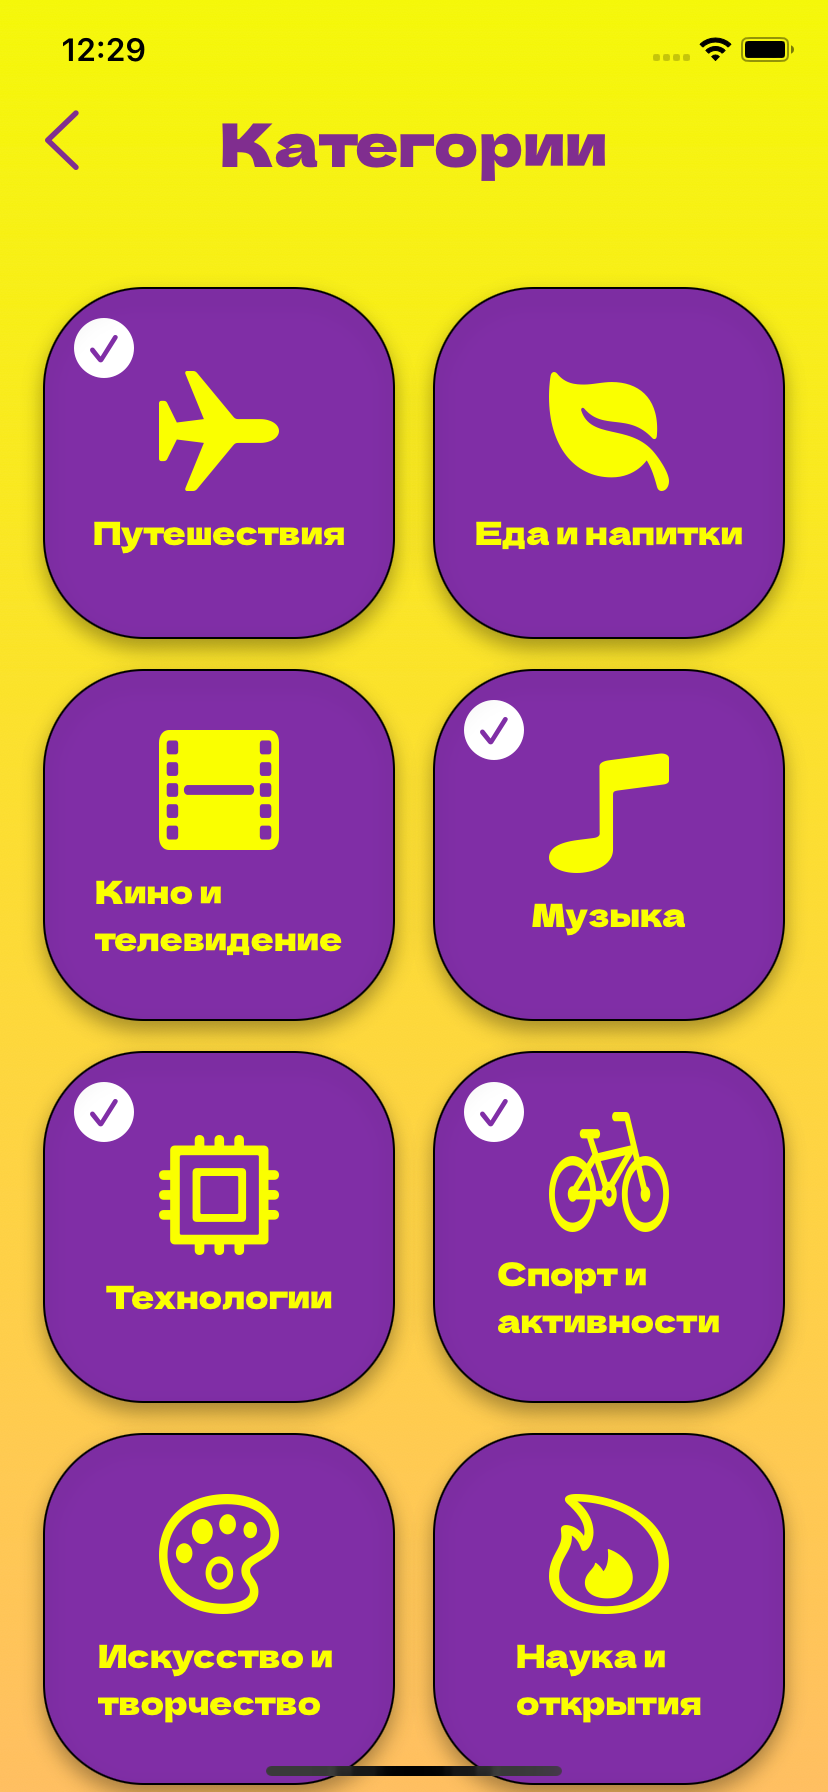 12:29
Категории
Путешествия
Еда и напитки
Кино и
телевидение
Музыка
Технологии
Спорт и
активности
Искусство и
творчество
Наука и
открытия